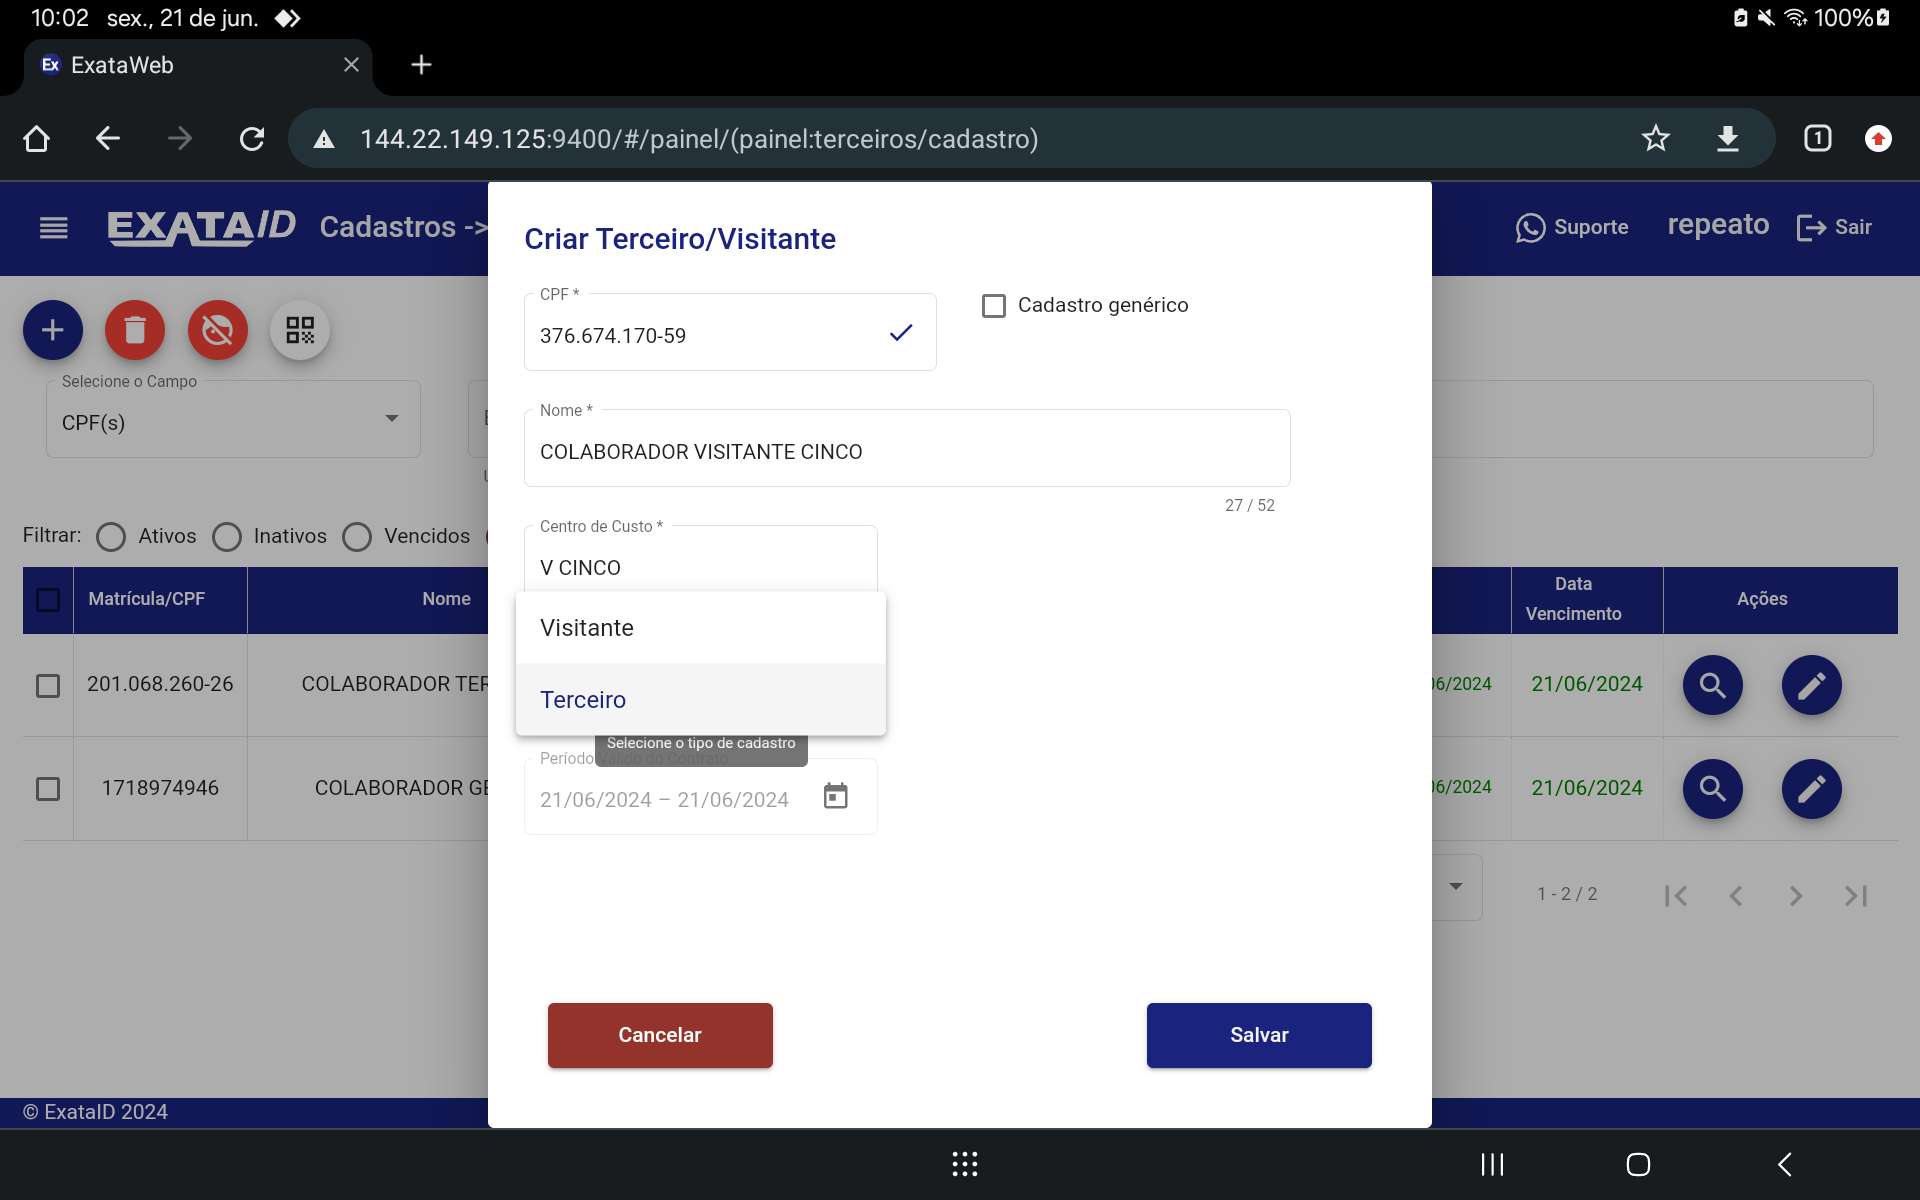 10:02 sex., 21 de jun. 100%
Ex ExataWeb
144.22.149.125:9400/#/painel/(painel:terceiros/cadastro) 1
EXATAID Cadastros -> Suporte repeato Sair
Criar Terceiro/Visitante
CPF *
376.674.170-59
Cadastro genérico
Selecione o Campo
CPF(s)
Nome *
COLABORADOR VISITANTE CINCO
27 / 52
Centro de Custo *
V CINCO
Filtrar: Ativos Inativos Vencidos
Matrícula/CPF Nome Data Vencimento Ações
Visitante
Terceiro
Selecione o tipo de cadastro
201.068.260-26 COLABORADOR TER 06/2024 21/06/2024
Período Válido do Contrato
21/06/2024 – 21/06/2024
1718974946 COLABORADOR GE 06/2024 21/06/2024
1 - 2 / 2
Cancelar Salvar
© ExataID 2024